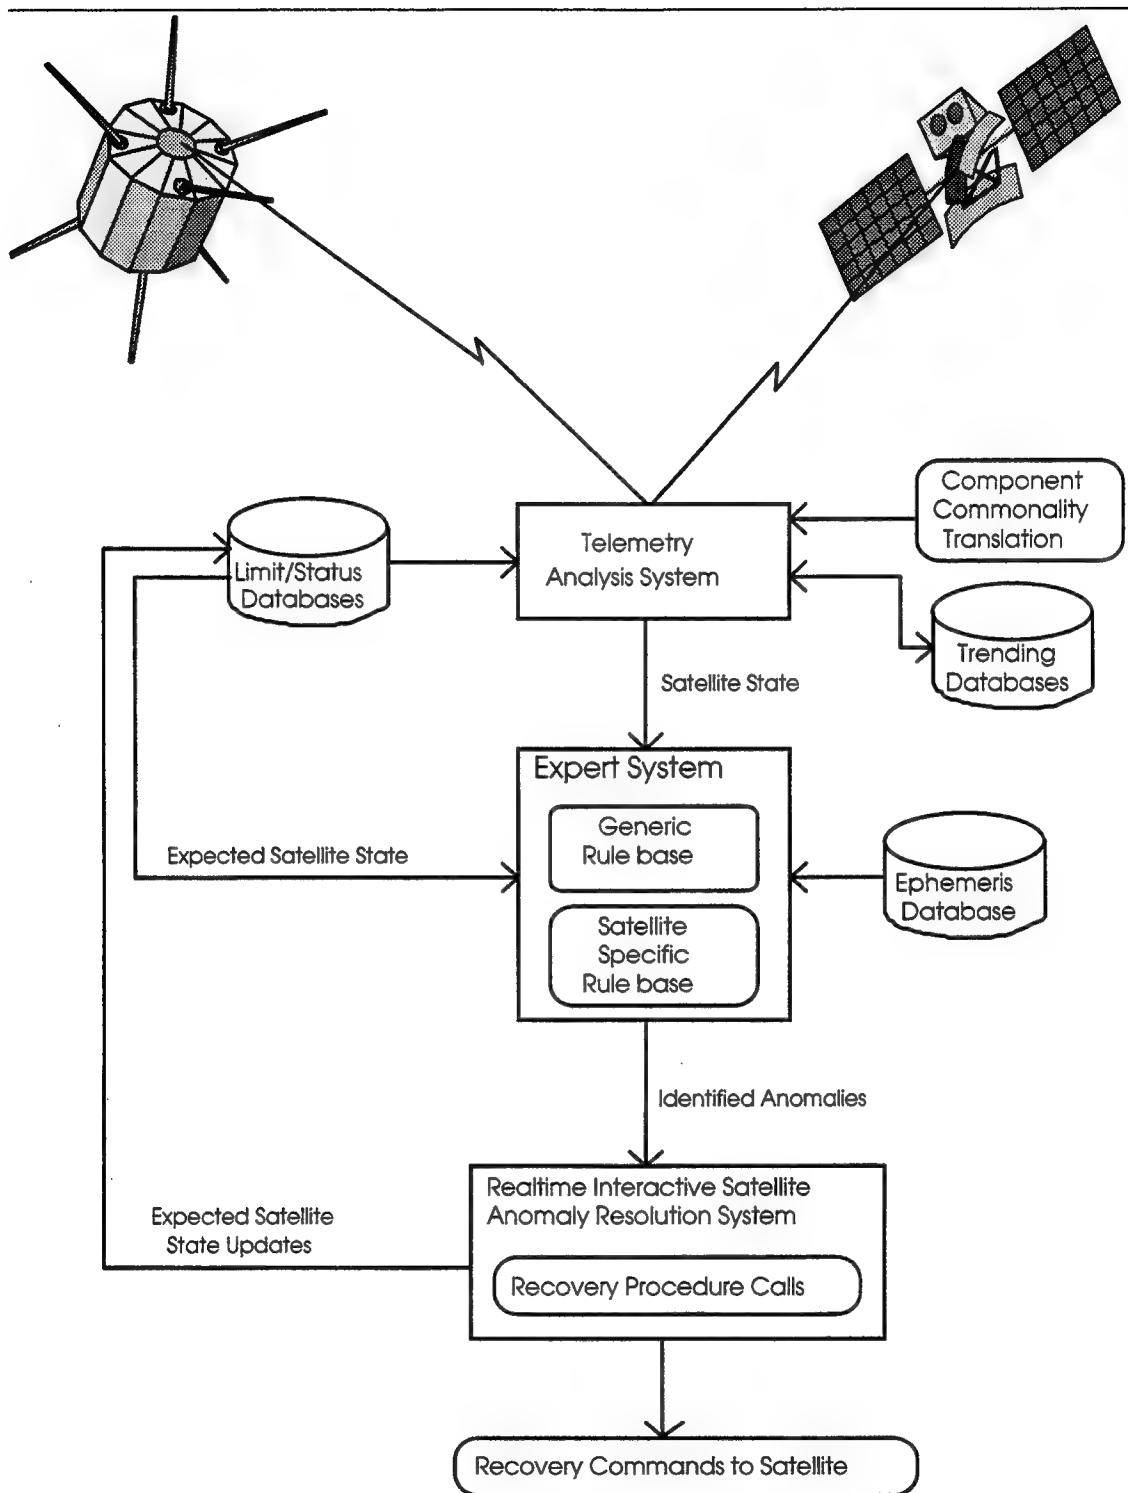 Component
Commonality
Translation
Telemetry
Analysis System
Limit/Status
Databases
Trending
Databases
Satellite State
Expert System
Generic
Rule base
Expected Satellite State
Ephemeris
Database
Satellite
Specific
Rule base
Identified Anomalies
Realtime Interactive Satellite
Anomaly Resolution System
Expected Satellite
State Updates
Recovery Procedure Calls
Recovery Commands to Satellite